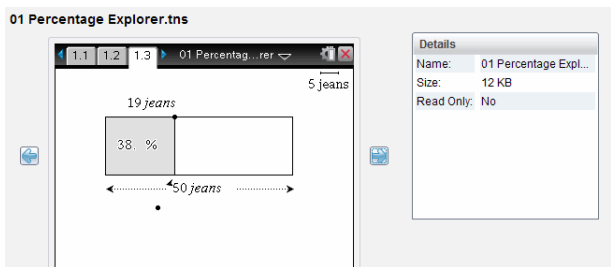 01 Percentage Explorer.tns
1.1 1.2 1.3 01 Percentag...rer
5 jeans
19 jeans
38. %
50 jeans
Details
Name: 01 Percentage Expl...
Size: 12 KB
Read Only: No